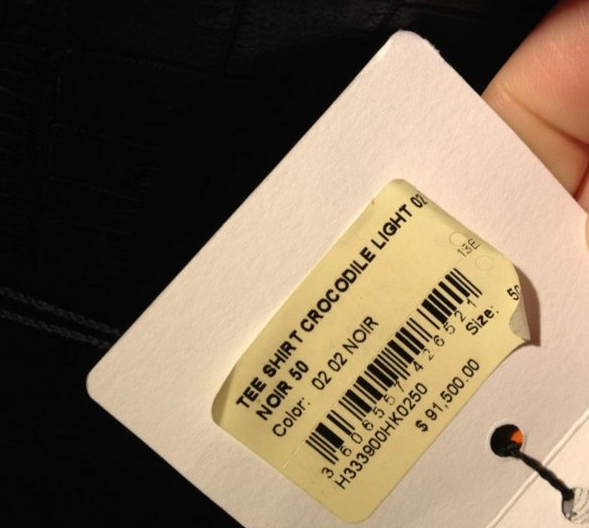 TEE SHIRT CROCODILE LIGHT 02
NOIR 50
13E
Color: 02 02 NOIR
3 606557 426521
Size: 50
H333900HK0250
$ 91,500.00